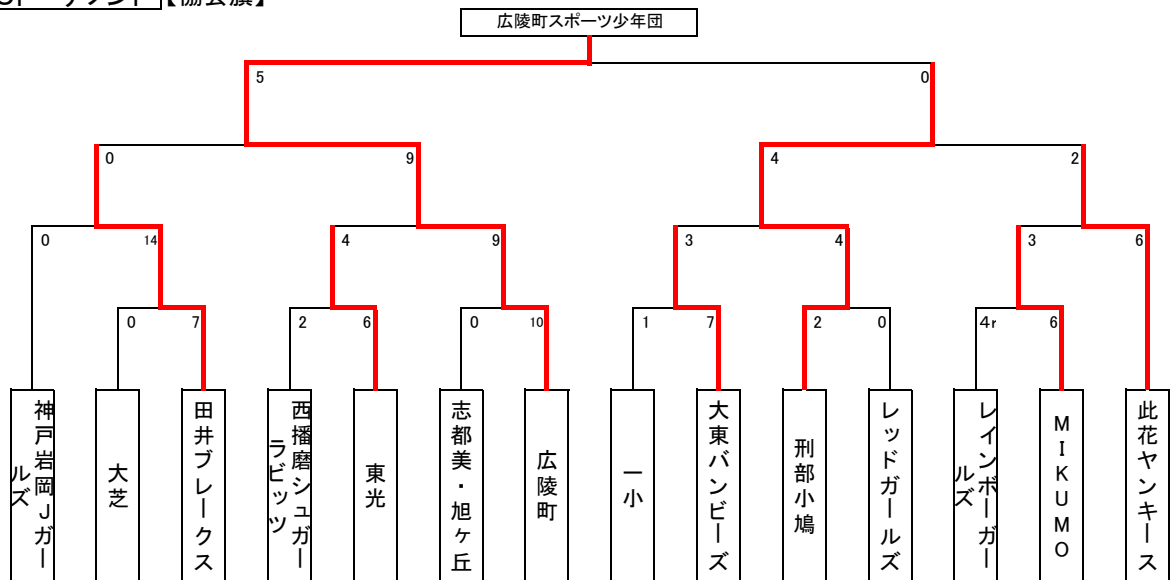 【協会旗】
広陵町スポーツ少年団
5 0
0 9 4 2
0 14 4 9 3 4 3 6
0 7 2 6 0 10 1 7 2 0 4r 6
神戸岩岡Jガールズ
大芝
田井ブレークス
西播磨シュガーラビッツ
東光
志都美・旭ヶ丘
広陵町
一小
大東バンビーズ
刑部小鳩
レッドガールズ
レインボーガールズ
MIKUMO
此花ヤンキース